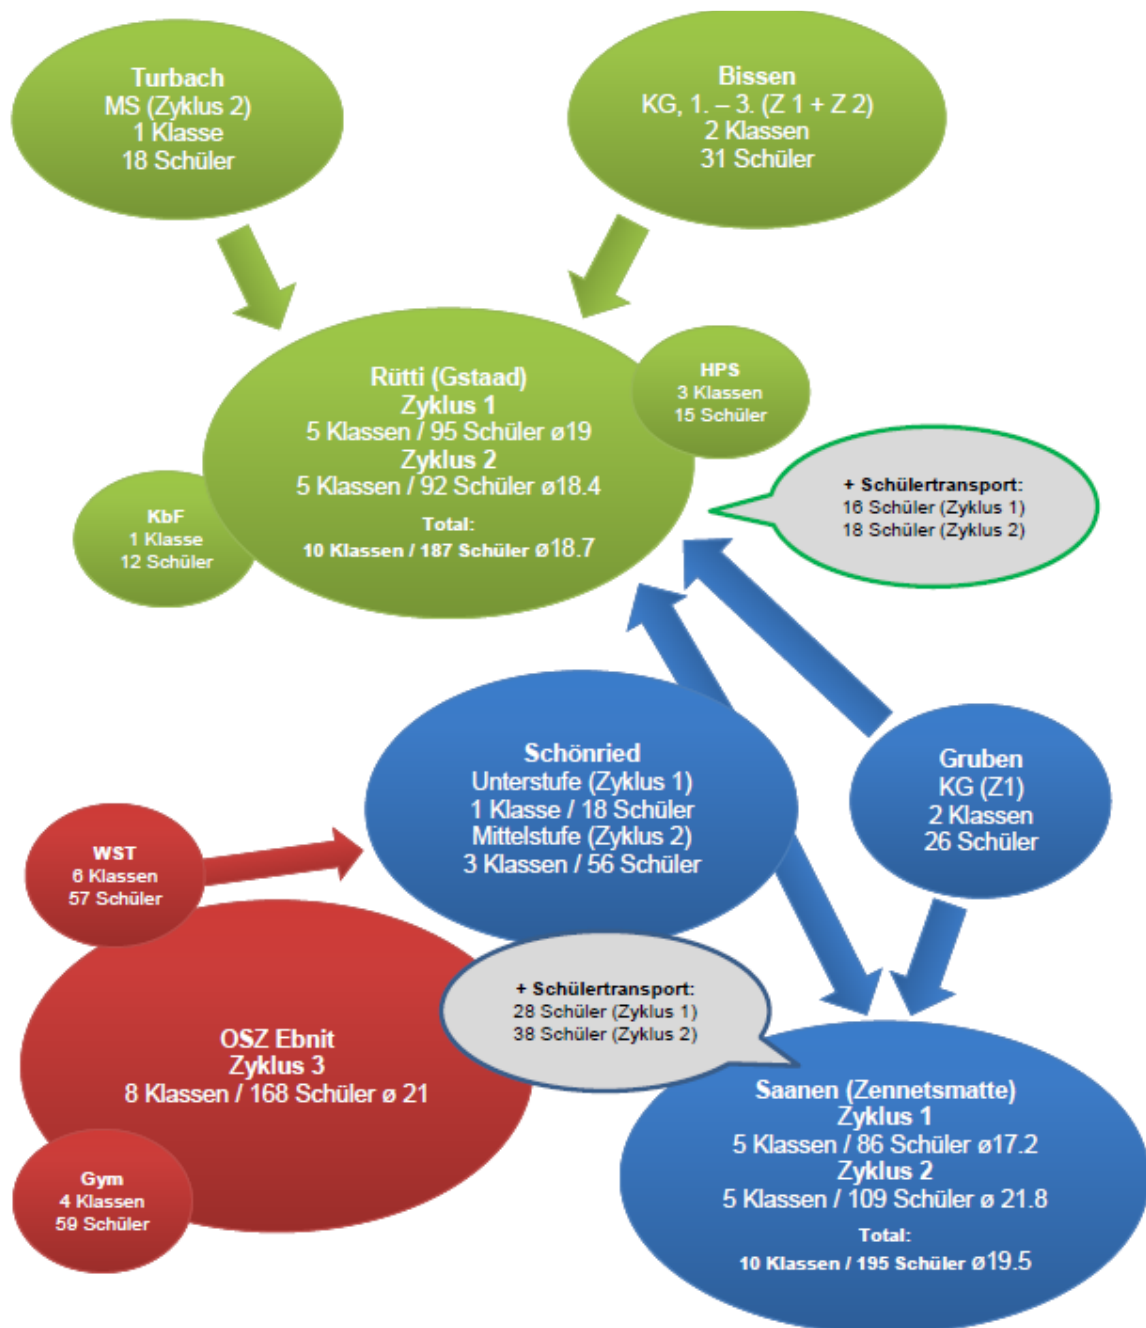 Turbach
MS (Zyklus 2)
1 Klasse
18 Schüler
Bissen
KG, 1. – 3. (Z 1 + Z 2)
2 Klassen
31 Schüler
Rütti (Gstaad)
Zyklus 1
5 Klassen / 95 Schüler ø19
Zyklus 2
5 Klassen / 92 Schüler ø18.4
Total:
10 Klassen / 187 Schüler Ø18.7
HPS
3 Klassen
15 Schüler
KbF
1 Klasse
12 Schüler
+ Schülertransport:
16 Schüler (Zyklus 1)
18 Schüler (Zyklus 2)
Schönried
Unterstufe (Zyklus 1)
1 Klasse / 18 Schüler
Mittelstufe (Zyklus 2)
3 Klassen / 56 Schüler
Gruben
KG (Z1)
2 Klassen
26 Schüler
WST
6 Klassen
57 Schüler
+ Schülertransport:
28 Schüler (Zyklus 1)
38 Schüler (Zyklus 2)
OSZ Ebnit
Zyklus 3
8 Klassen / 168 Schüler ø 21
Gym
4 Klassen
59 Schüler
Saanen (Zennetsmatte)
Zyklus 1
5 Klassen / 86 Schüler ø17.2
Zyklus 2
5 Klassen / 109 Schüler ø 21.8
Total:
10 Klassen / 195 Schüler Ø19.5